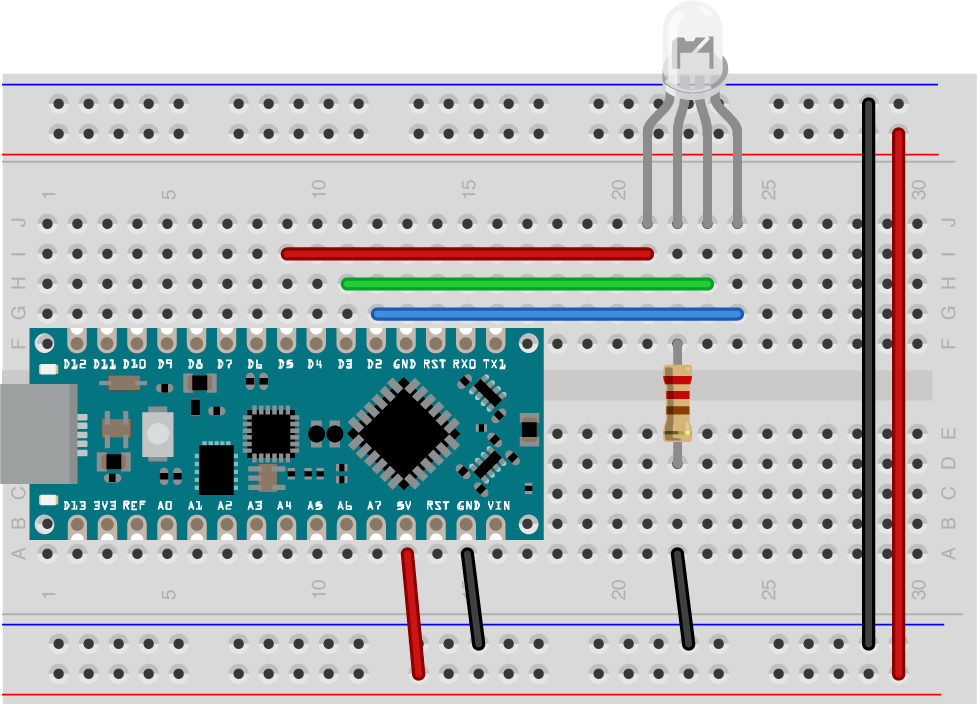 1 5 10 15 20 25 30
J J
I I
H H
G G
F F
D12 D11 D10 D9 D8 D7 D6 D5 D4 D3 D2 GND RST RX0 TX1
E
D
C C
D13 3V3 REF A0 A1 A2 A3 A4 A5 A6 A7 5V RST GND VIN
B B
A A
1 5 10 15 20 25 30